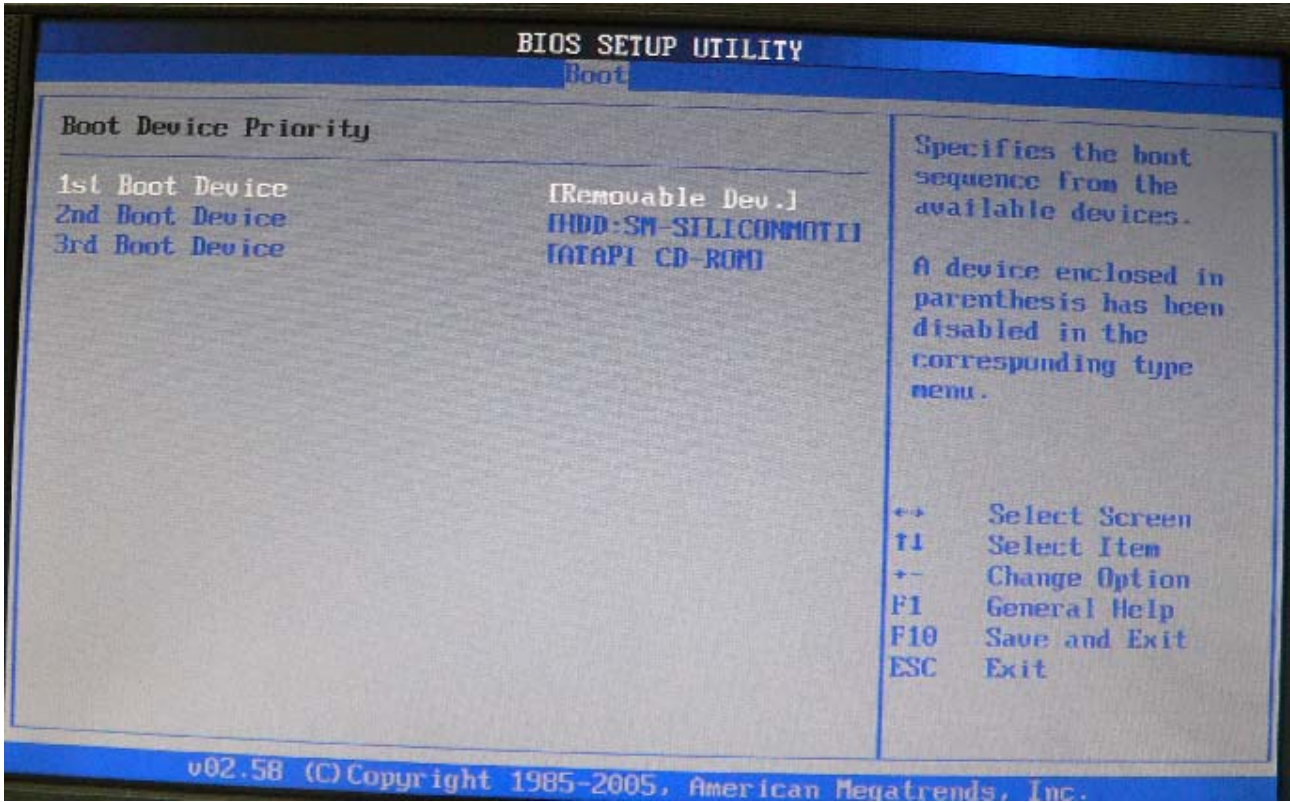 BIOS SETUP UTILITY
Boot
Boot Device Priority
1st Boot Device [Removable Dev.]
2nd Boot Device [HDD:SM-SILICONMOTI]
3rd Boot Device [ATAPI CD-ROM]
Specifies the boot
sequence from the
available devices.
A device enclosed in
parenthesis has been
disabled in the
corresponding type
menu.
←→ Select Screen
↑↓ Select Item
+- Change Option
F1 General Help
F10 Save and Exit
ESC Exit
v02.58 (C)Copyright 1985-2005, American Megatrends, Inc.